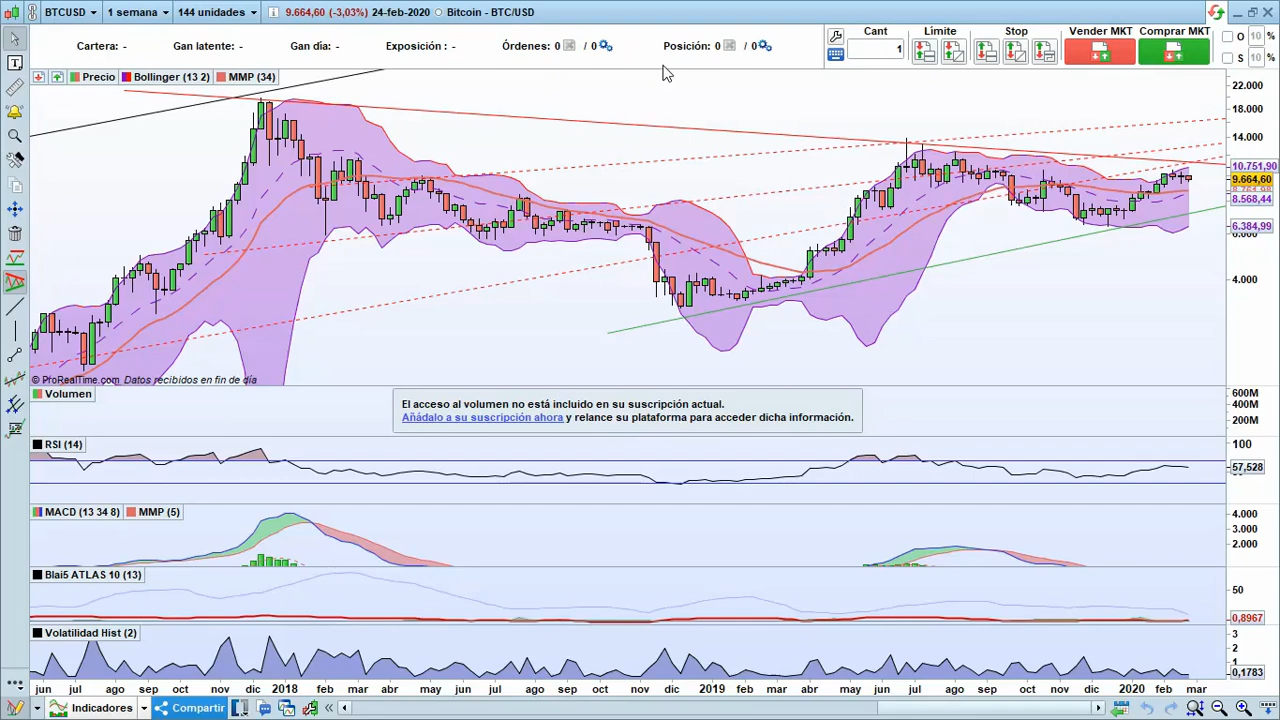 BTCUSD 1 semana 144 unidades 9.664,60 (-3,03%) 24-feb-2020 Bitcoin - BTC/USD
Cartera: - Gan latente: - Gan día: - Exposición : - Órdenes: 0 / 0 Posición: 0 / 0
Cant Límite Stop Vender MKT Comprar MKT
1
O 10 %
S 10 %
Precio Bollinger (13 2) MMP (34)
22.000
18.000
14.000
10.751,90
9.664,60
8.568,44
6.384,99
4.000
© ProRealTime.com Datos recibidos en fin de día
Volumen
El acceso al volumen no está incluido en su suscripción actual.
Añádalo a su suscripción ahora y relance su plataforma para acceder dicha información.
600M
400M
200M
RSI (14)
100
57,528
MACD (13 34 8) MMP (5)
4.000
3.000
2.000
Blai5 ATLAS 10 (13)
50
0,8967
Volatilidad Hist (2)
3
2
1
0,1783
jun jul ago sep oct nov dic 2018 feb mar abr may jun jul ago sep oct nov dic 2019 feb mar abr may jun jul ago sep oct nov dic 2020 feb mar
Indicadores Compartir